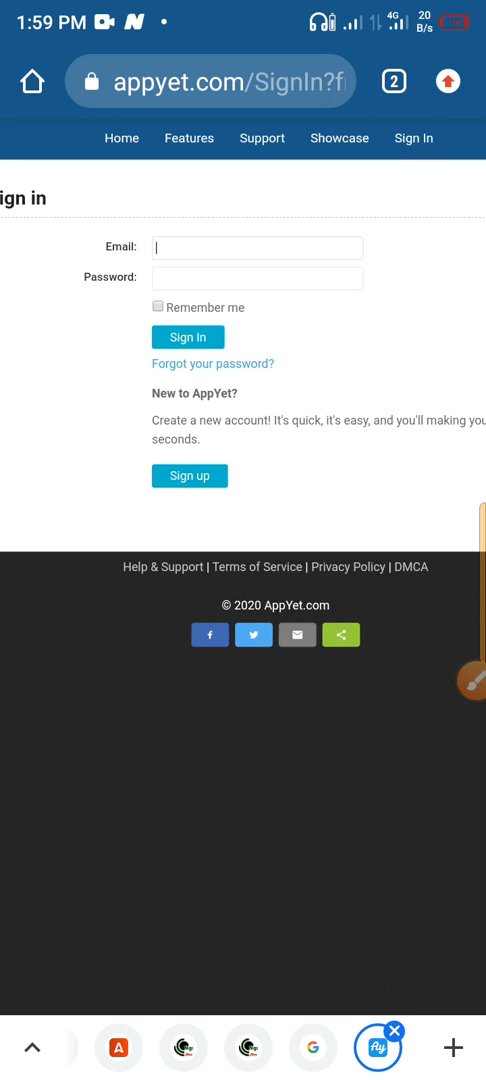 1:59 PM
4G
20
B/s
appyet.com/SignIn?f
2
Home Features Support Showcase Sign In
ign in
Email:
Password:
Remember me
Sign In
Forgot your password?
New to AppYet?
Create a new account! It's quick, it's easy, and you'll making you
seconds.
Sign up
Help & Support | Terms of Service | Privacy Policy | DMCA
© 2020 AppYet.com
A
G
Ay